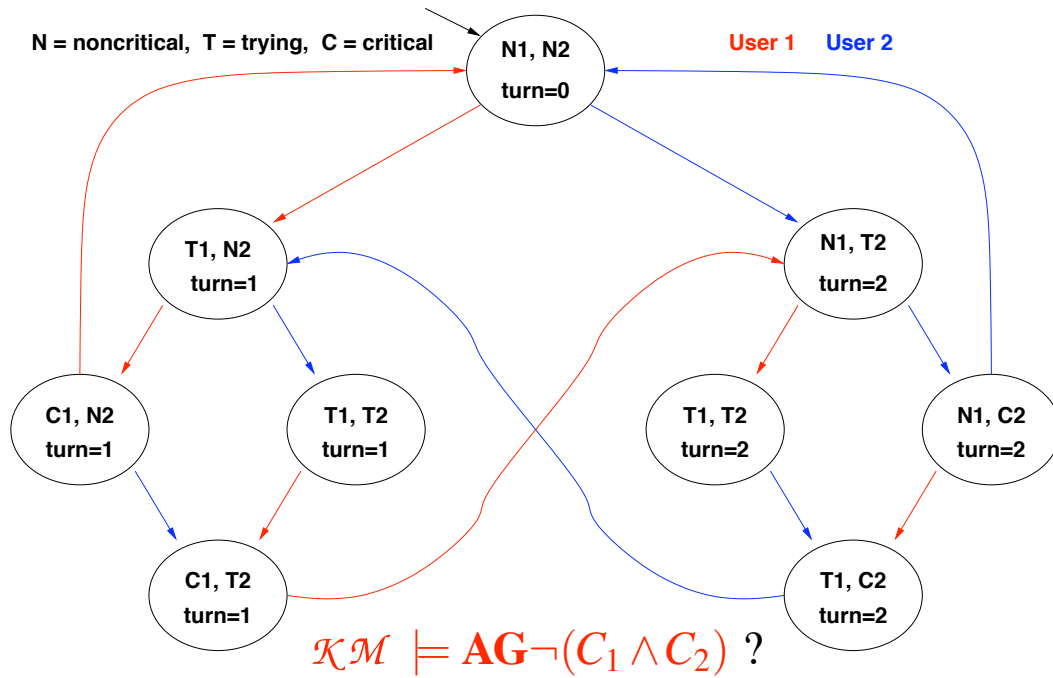 N = noncritical, T = trying, C = critical
User 1 User 2
N1, N2
turn=0
T1, N2
turn=1
N1, T2
turn=2
C1, N2
turn=1
T1, T2
turn=1
T1, T2
turn=2
N1, C2
turn=2
C1, T2
turn=1
T1, C2
turn=2
𝒦ℳ ⊨ AG¬(C₁ ∧ C₂) ?